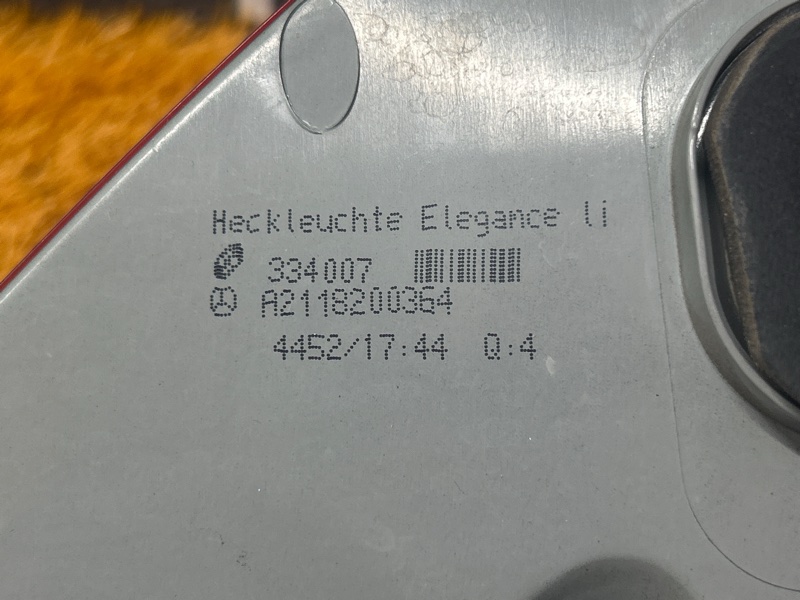 Heckleuchte Elegance li
334007
A2118200364
4452/17:44 Q:4